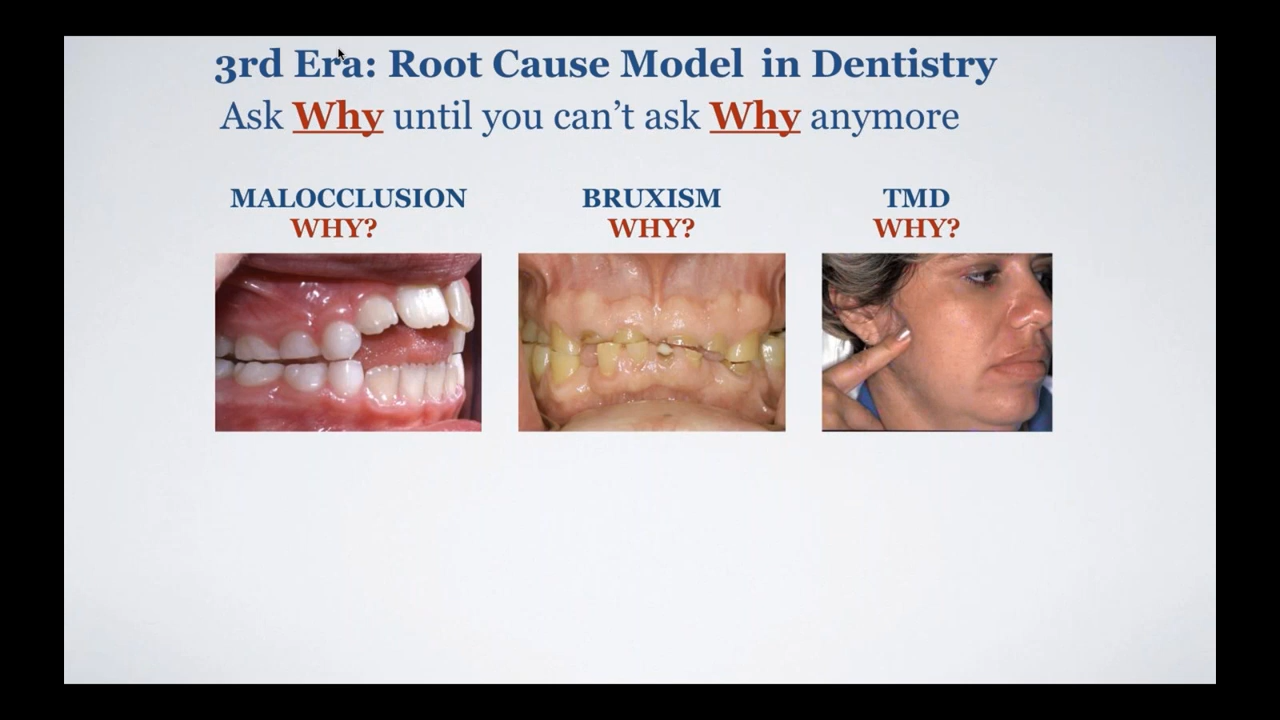 3rd Era: Root Cause Model in Dentistry
Ask Why until you can’t ask Why anymore
MALOCCLUSION
WHY?
BRUXISM
WHY?
TMD
WHY?